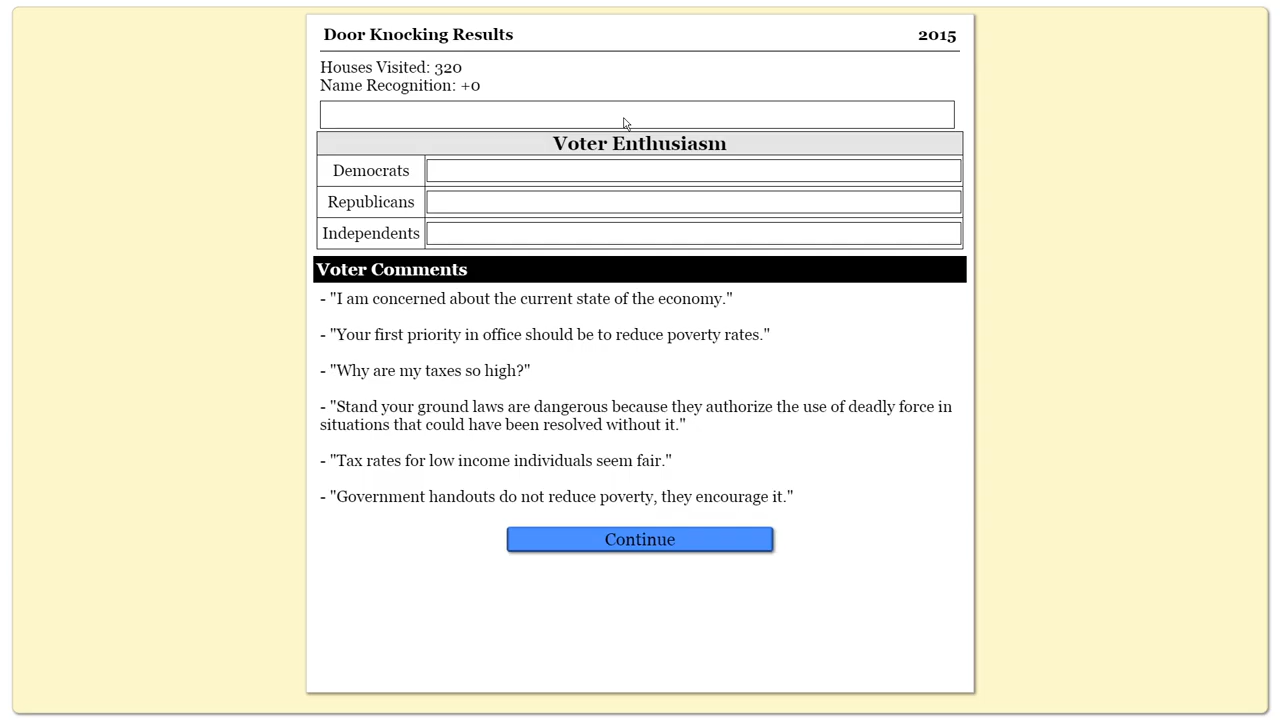 Door Knocking Results 2015
Houses Visited: 320
Name Recognition: +0
Voter Enthusiasm
Democrats
Republicans
Independents
Voter Comments
- "I am concerned about the current state of the economy."
- "Your first priority in office should be to reduce poverty rates."
- "Why are my taxes so high?"
- "Stand your ground laws are dangerous because they authorize the use of deadly force in
situations that could have been resolved without it."
- "Tax rates for low income individuals seem fair."
- "Government handouts do not reduce poverty, they encourage it."
Continue